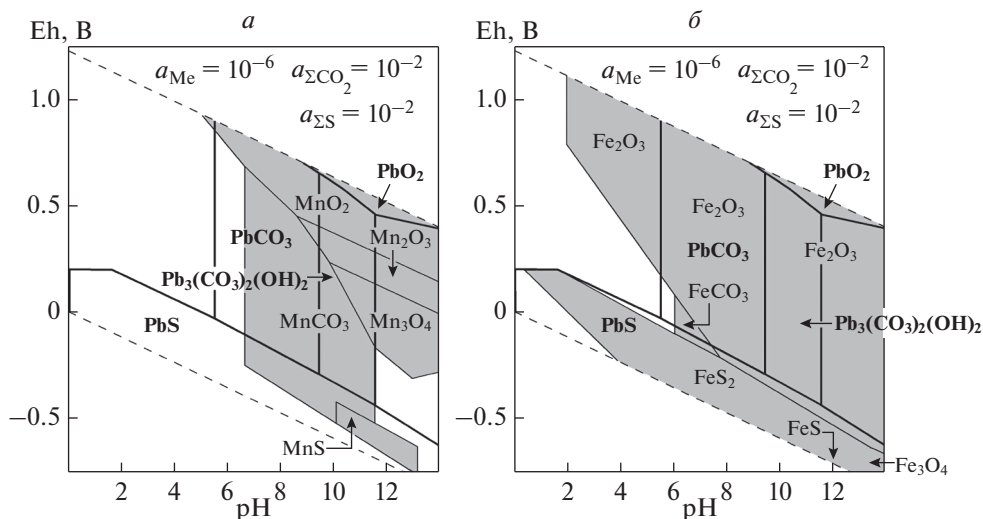 Eh, В
а
a_Me = 10⁻⁶ a_ΣCO₂ = 10⁻²
a_ΣS = 10⁻²
1.0
0.5
0
−0.5
PbO₂
MnO₂
PbCO₃
Mn₂O₃
Pb₃(CO₃)₂(OH)₂
PbS
MnCO₃
Mn₃O₄
MnS
2 4 6 8 10 12
pH
Eh, В
б
a_Me = 10⁻⁶ a_ΣCO₂ = 10⁻²
a_ΣS = 10⁻²
1.0
0.5
0
−0.5
Fe₂O₃
PbO₂
Fe₂O₃
PbCO₃
Fe₂O₃
FeCO₃
PbS
Pb₃(CO₃)₂(OH)₂
FeS₂
FeS
Fe₃O₄
2 4 6 8 10 12
pH